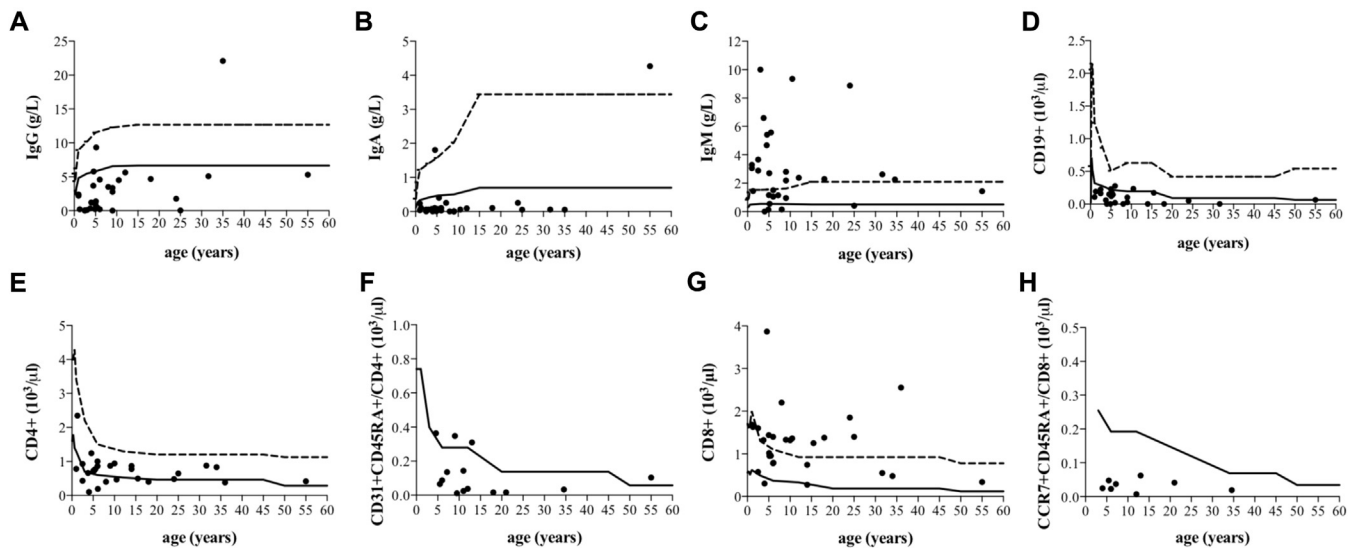 A
IgG (g/L)
25
20
15
10
5
0
0 5 10 15 20 25 30 35 40 45 50 55 60
age (years)
B
IgA (g/L)
5
4
3
2
1
0
0 5 10 15 20 25 30 35 40 45 50 55 60
age (years)
C
IgM (g/L)
12
10
8
6
4
2
0
0 5 10 15 20 25 30 35 40 45 50 55 60
age (years)
D
CD19+ (10³/µl)
2.5
2.0
1.5
1.0
0.5
0.0
0 5 10 15 20 25 30 35 40 45 50 55 60
age (years)
E
CD4+ (10³/µl)
5
4
3
2
1
0
0 5 10 15 20 25 30 35 40 45 50 55 60
age (years)
F
CD31+CD45RA+/CD4+ (10³/µl)
1.0
0.8
0.6
0.4
0.2
0.0
0 5 10 15 20 25 30 35 40 45 50 55 60
age (years)
G
CD8+ (10³/µl)
4
3
2
1
0
0 5 10 15 20 25 30 35 40 45 50 55 60
age (years)
H
CCR7+CD45RA+/CD8+ (10³/µl)
0.5
0.4
0.3
0.2
0.1
0.0
0 5 10 15 20 25 30 35 40 45 50 55 60
age (years)